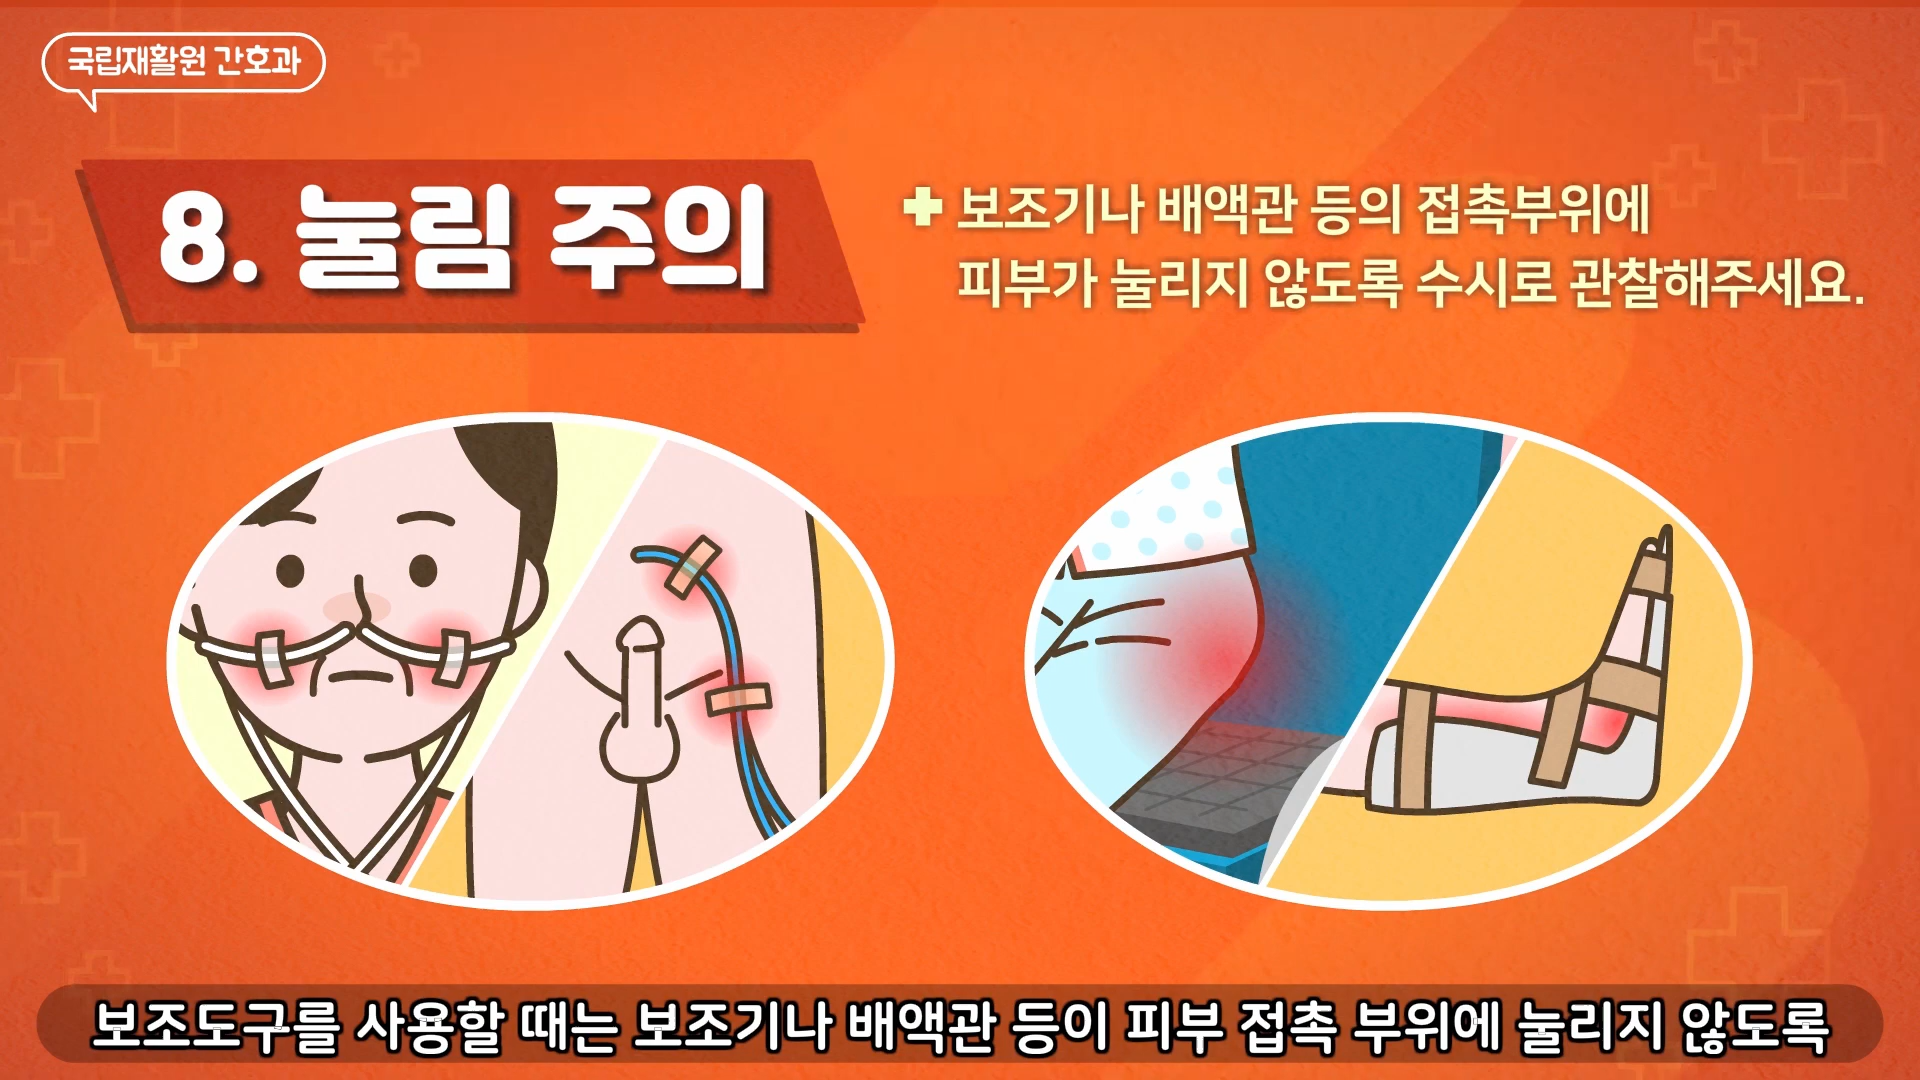 국립재활원 간호과
8. 눌림 주의
보조기나 배액관 등의 접촉부위에
피부가 눌리지 않도록 수시로 관찰해주세요.
보조도구를 사용할 때는 보조기나 배액관 등이 피부 접촉 부위에 눌리지 않도록